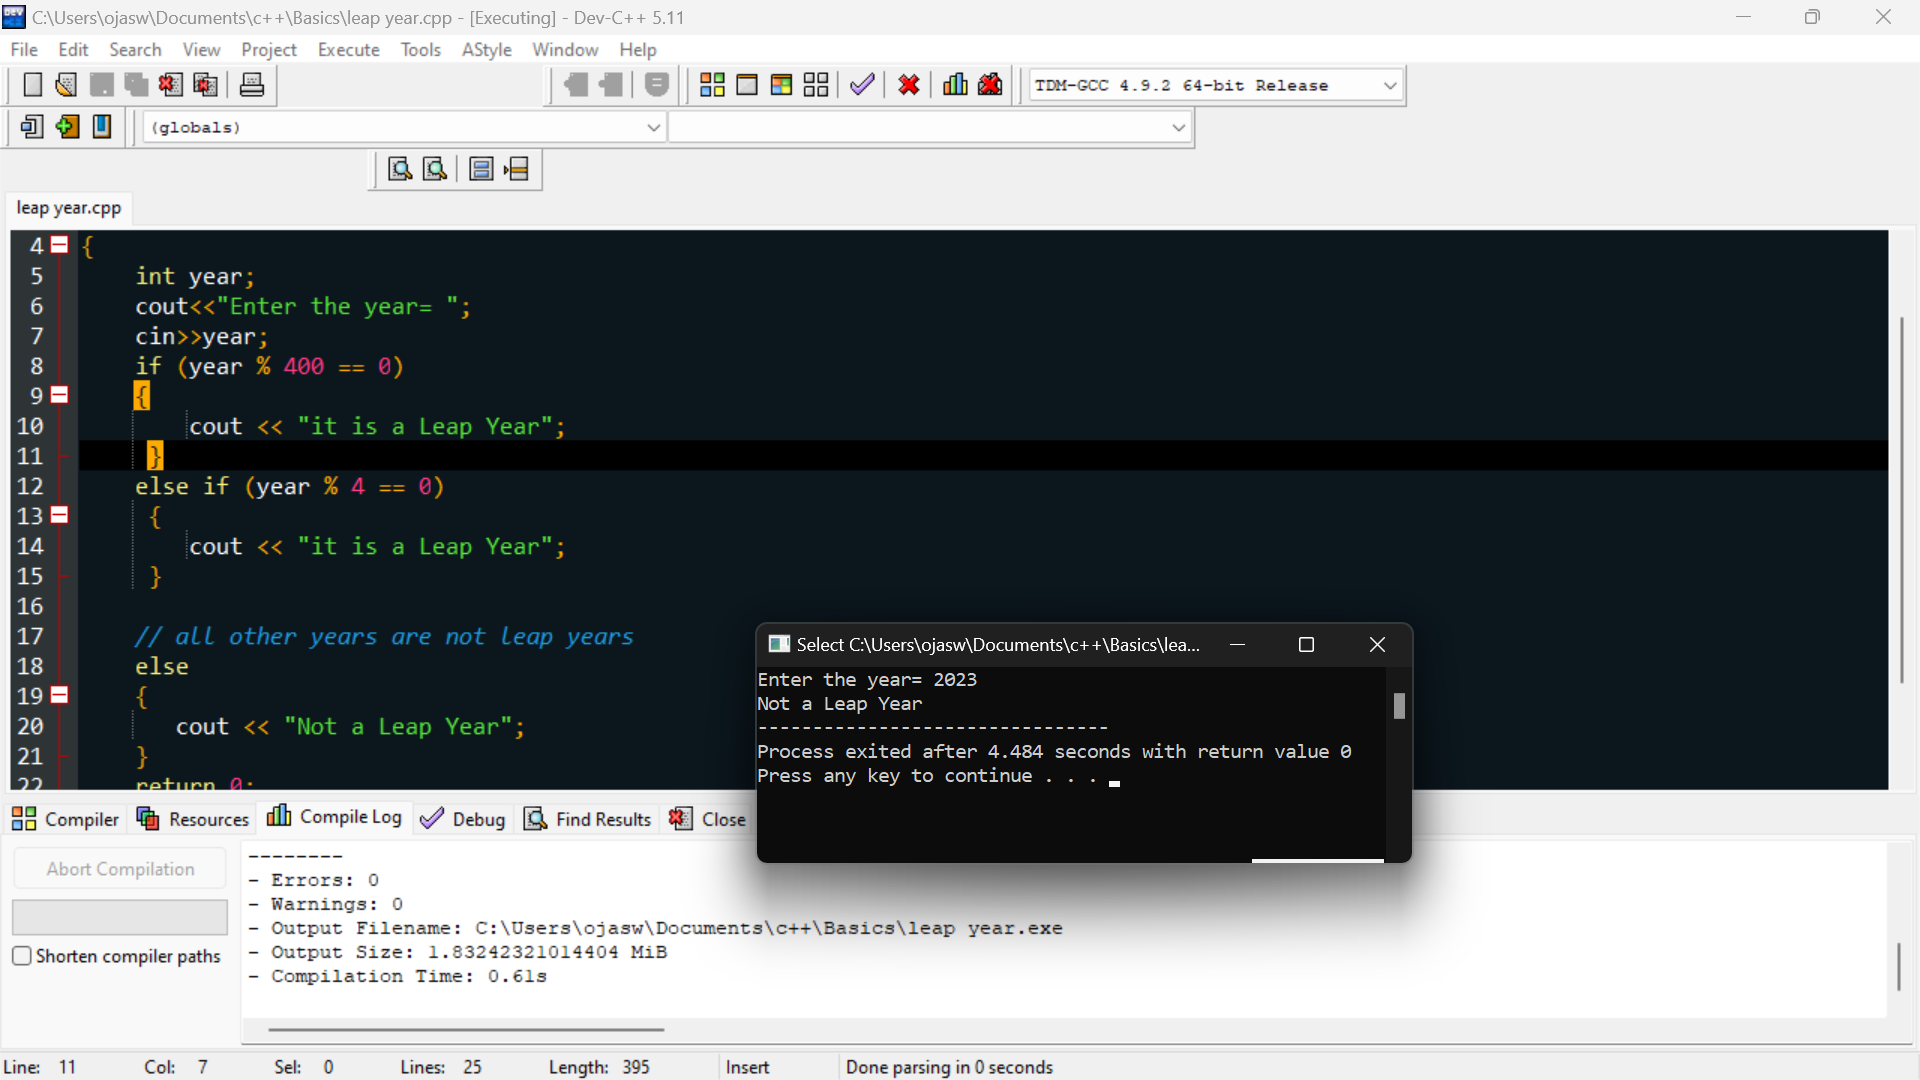 C:\Users\ojasw\Documents\c++\Basics\leap year.cpp - [Executing] - Dev-C++ 5.11
File Edit Search View Project Execute Tools AStyle Window Help
TDM-GCC 4.9.2 64-bit Release
(globals)
leap year.cpp
4 {
5 int year;
6 cout<<"Enter the year= ";
7 cin>>year;
8 if (year % 400 == 0)
9 {
10 cout << "it is a Leap Year";
11 }
12 else if (year % 4 == 0)
13 {
14 cout << "it is a Leap Year";
15 }
16
17 // all other years are not leap years
18 else
19 {
20 cout << "Not a Leap Year";
21 }
22 return 0;
Select C:\Users\ojasw\Documents\c++\Basics\lea...
Enter the year= 2023
Not a Leap Year
--------------------------------
Process exited after 4.484 seconds with return value 0
Press any key to continue . . .
Compiler Resources Compile Log Debug Find Results Close
Abort Compilation
Shorten compiler paths
--------
- Errors: 0
- Warnings: 0
- Output Filename: C:\Users\ojasw\Documents\c++\Basics\leap year.exe
- Output Size: 1.83242321014404 MiB
- Compilation Time: 0.61s
Line: 11 Col: 7 Sel: 0 Lines: 25 Length: 395 Insert Done parsing in 0 seconds